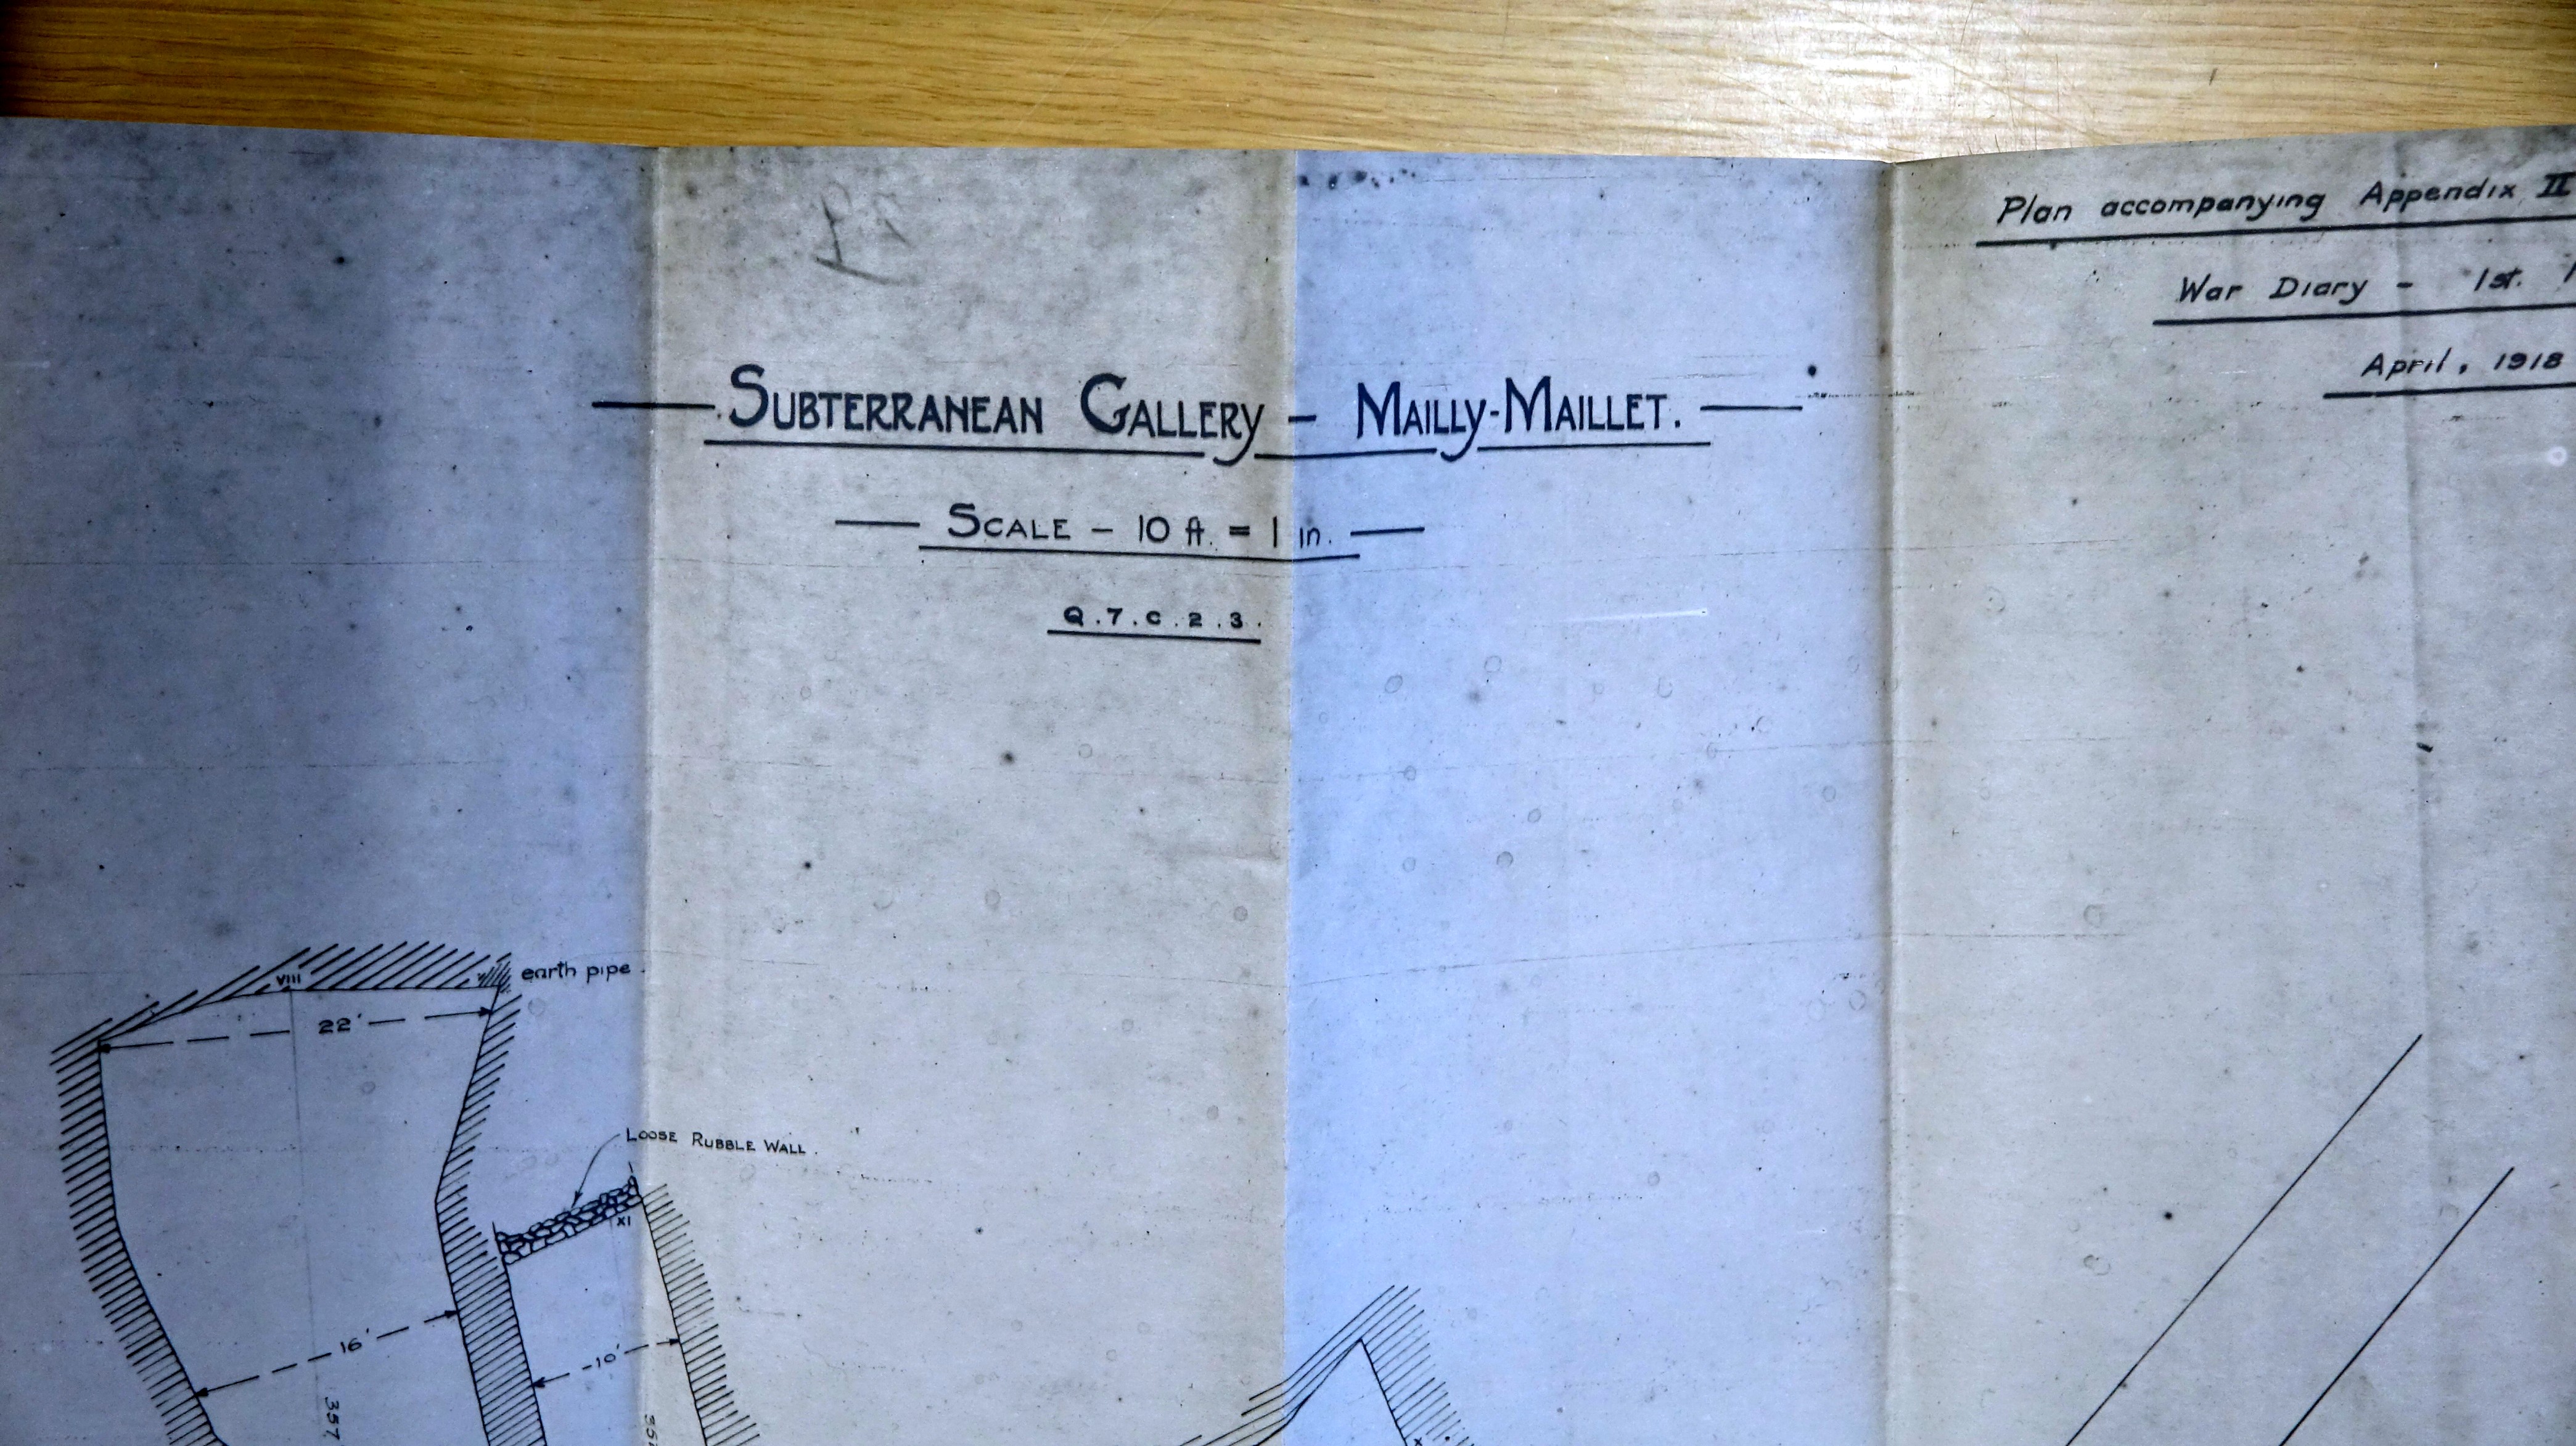 Plan accompanying Appendix II
War Diary - 1st.
April, 1918
SUBTERRANEAN GALLERY - MAILLY-MAILLET.
SCALE - 10 ft. = 1 in.
Q.7.c.2.3.
VIII
earth pipe
22'
LOOSE RUBBLE WALL.
XI
16'
10'
357